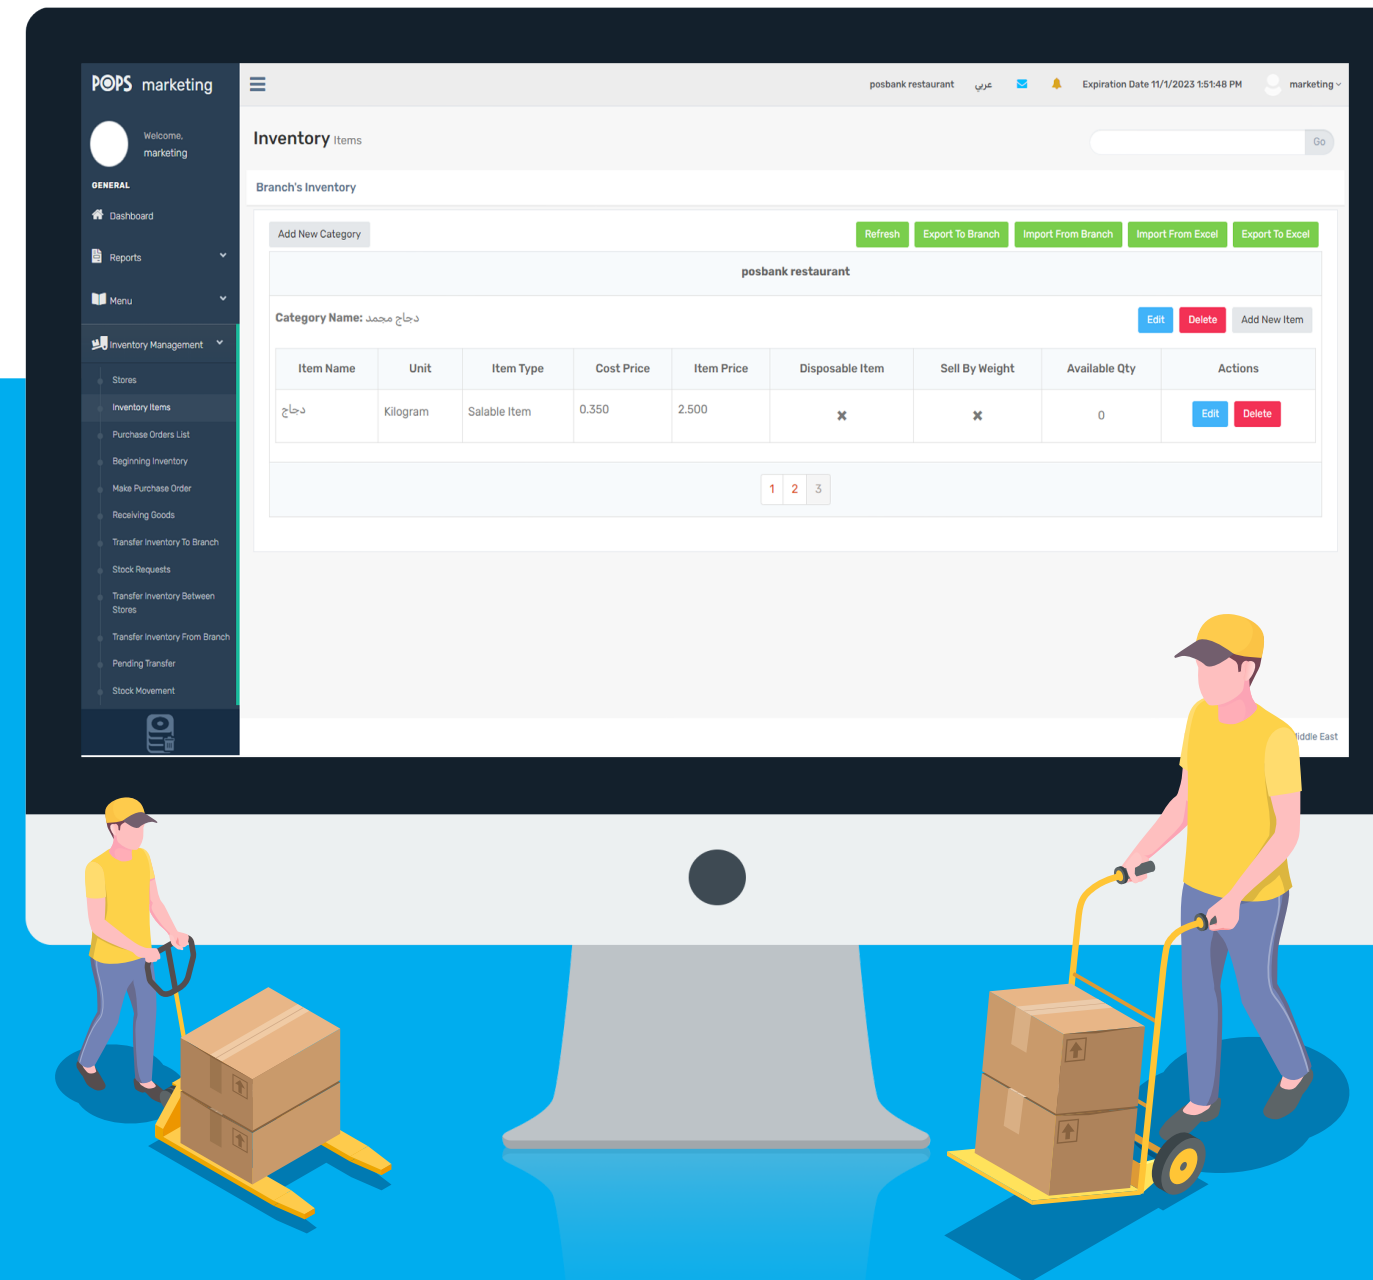 POPS marketing
posbank restaurant عربي Expiration Date 11/1/2023 1:51:48 PM marketing
Welcome,
marketing
Inventory Items
Go
GENERAL
Branch's Inventory
Dashboard
Reports
Menu
Inventory Management
Stores
Inventory Items
Purchase Orders List
Beginning Inventory
Make Purchase Order
Receiving Goods
Transfer Inventory To Branch
Stock Requests
Transfer Inventory Between
Stores
Transfer Inventory From Branch
Pending Transfer
Stock Movement
Add New Category Refresh Export To Branch Import From Branch Import From Excel Export To Excel
posbank restaurant
Category Name: دجاج مجمد Edit Delete Add New Item
Item Name Unit Item Type Cost Price Item Price Disposable Item Sell By Weight Available Qty Actions
دجاج Kilogram Salable Item 0.350 2.500 0 Edit Delete
1 2 3
East